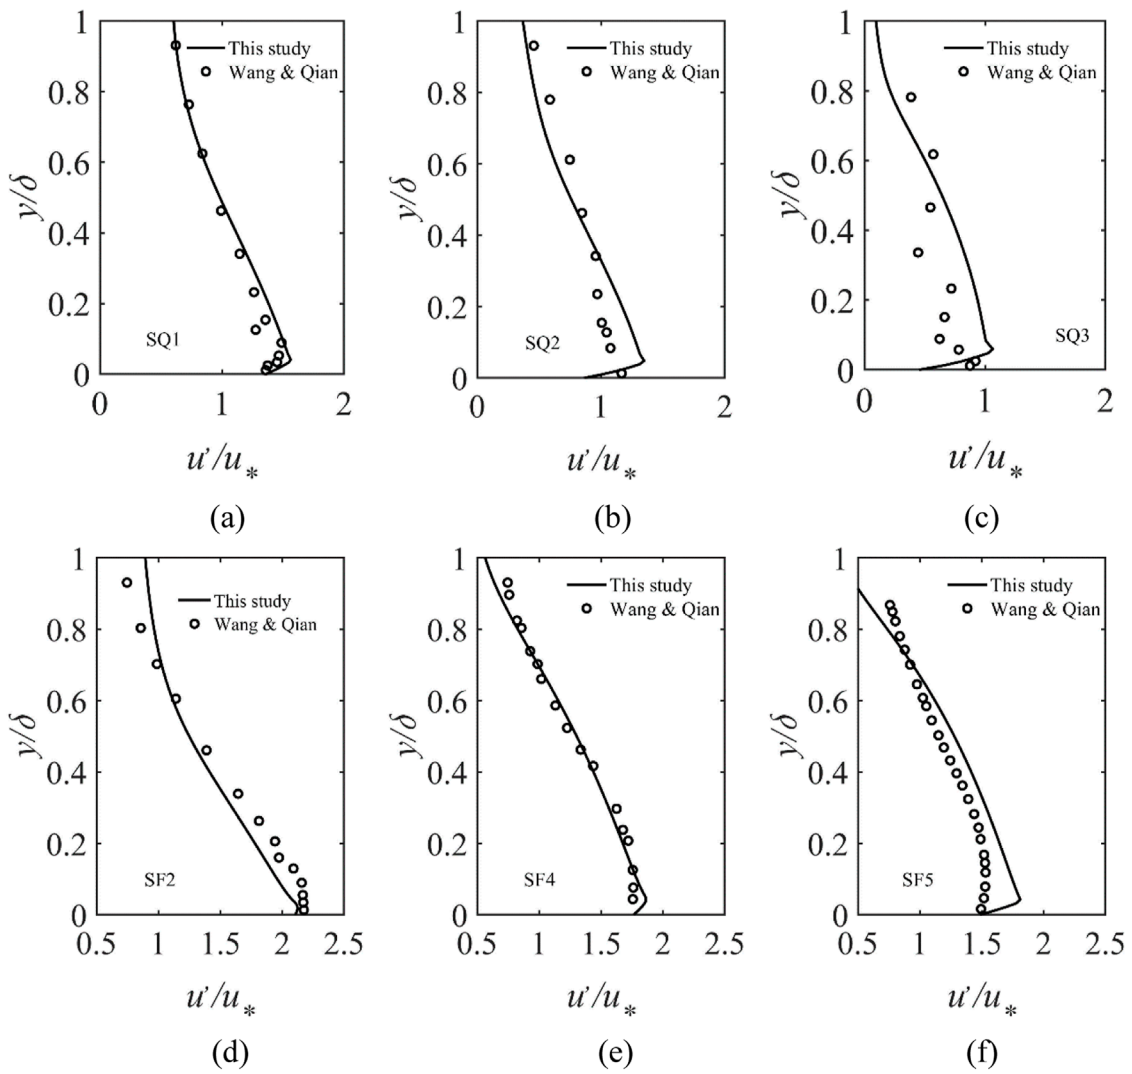 1
0.8
0.6
0.4
0.2
0
y/δ
This study
Wang & Qian
SQ1
0 1 2
u’/u*
(a)
1
0.8
0.6
0.4
0.2
0
y/δ
This study
Wang & Qian
SQ2
0 1 2
u’/u*
(b)
1
0.8
0.6
0.4
0.2
0
y/δ
This study
Wang & Qian
SQ3
0 1 2
u’/u*
(c)
1
0.8
0.6
0.4
0.2
0
y/δ
This study
Wang & Qian
SF2
0.5 1 1.5 2 2.5
u’/u*
(d)
1
0.8
0.6
0.4
0.2
0
y/δ
This study
Wang & Qian
SF4
0.5 1 1.5 2 2.5
u’/u*
(e)
1
0.8
0.6
0.4
0.2
0
y/δ
This study
Wang & Qian
SF5
0.5 1 1.5 2 2.5
u’/u*
(f)